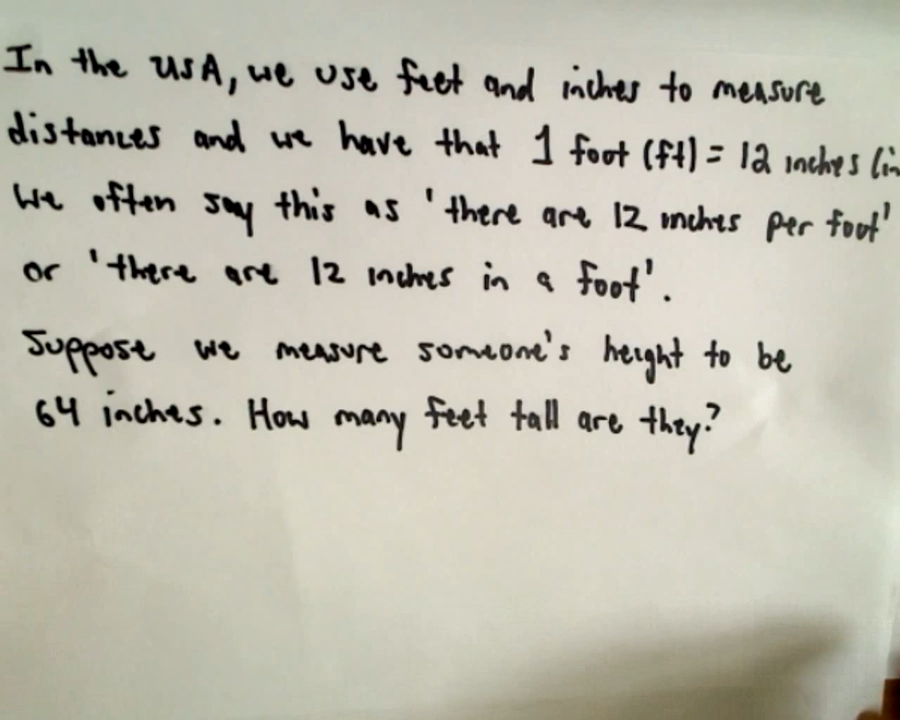 In the USA, we use feet and inches to measure
distances and we have that 1 foot (ft) = 12 inches (in
We often say this as 'there are 12 inches per foot'
or 'there are 12 inches in a foot'.
Suppose we measure someone's height to be
64 inches. How many feet tall are they?